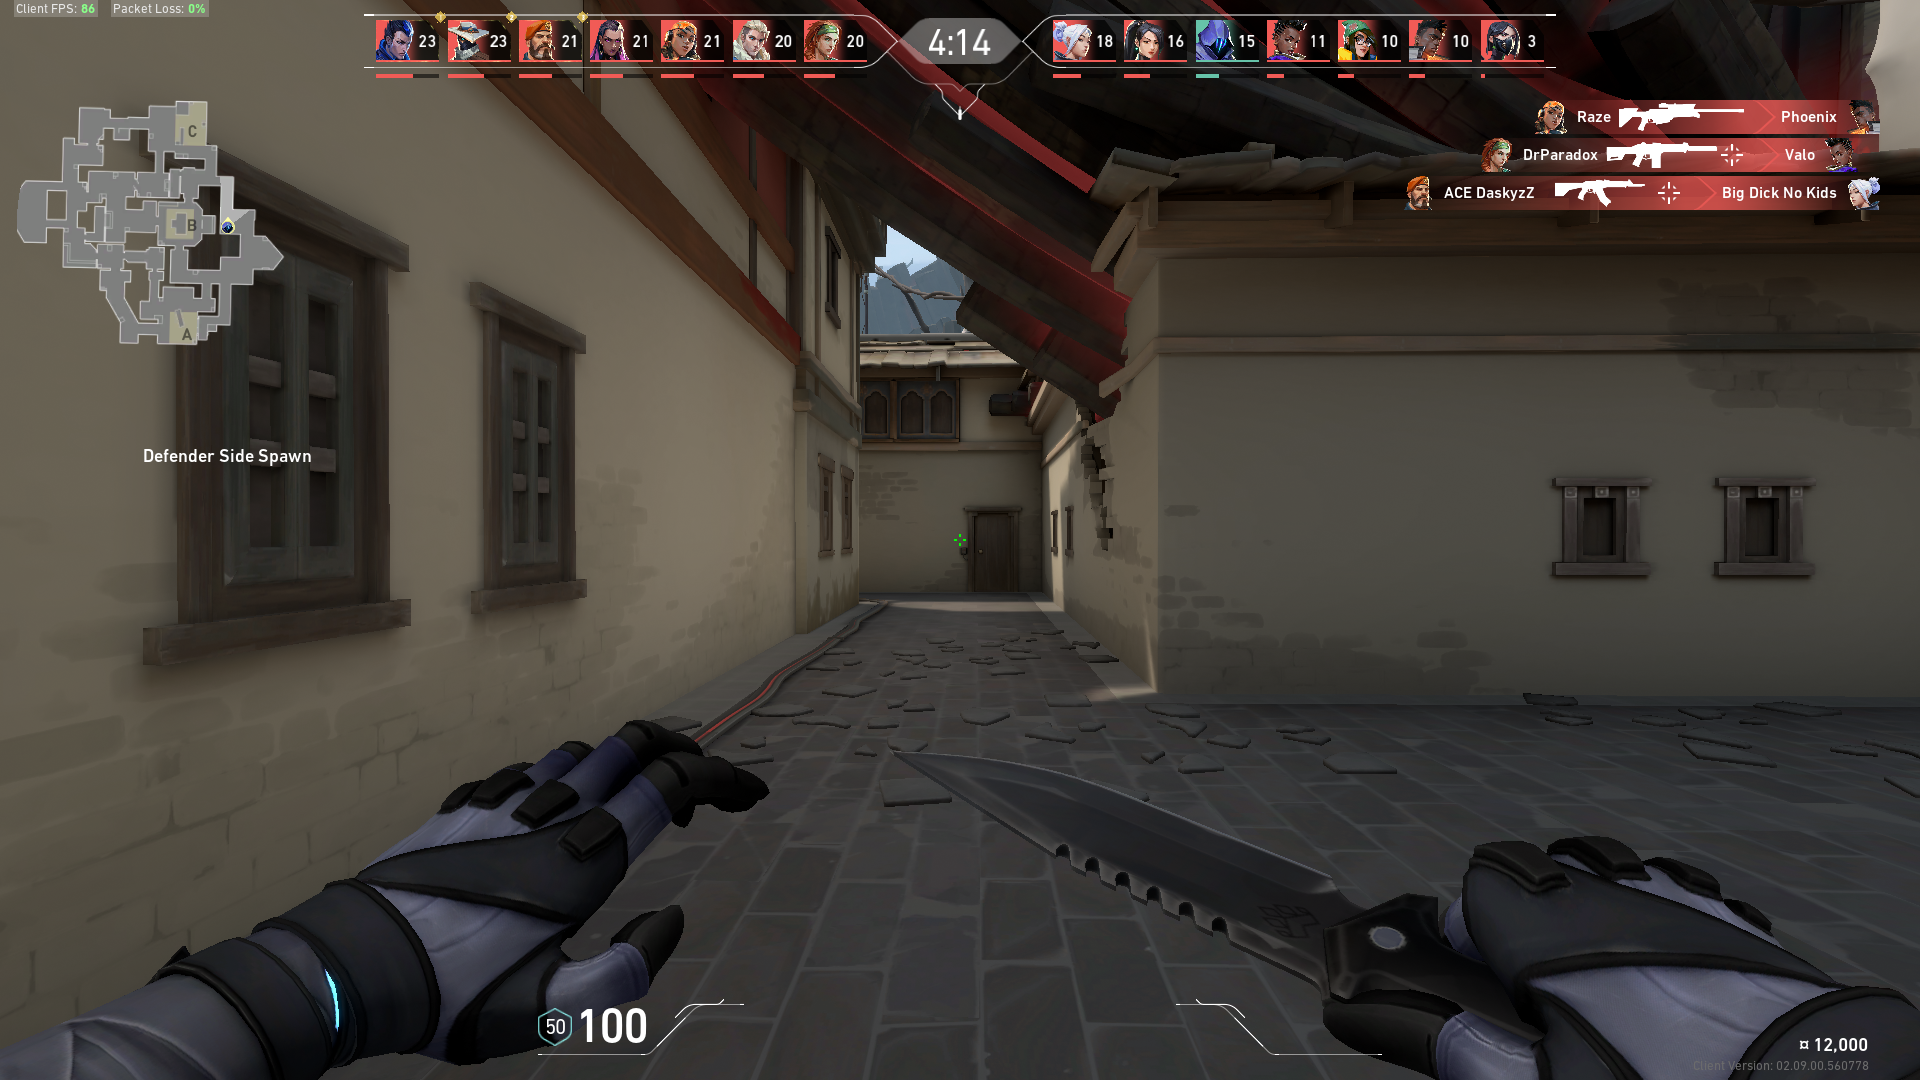 Client FPS: 86 Packet Loss: 0%
23 23 21 21 21 20 20 4:14 18 16 15 11 10 10 3
Raze Phoenix
DrParadox Valo
ACE DaskyzZ Big Dick No Kids
C
B
A
Defender Side Spawn
50 100
¤ 12,000
Client Version: 02.09.00.560778